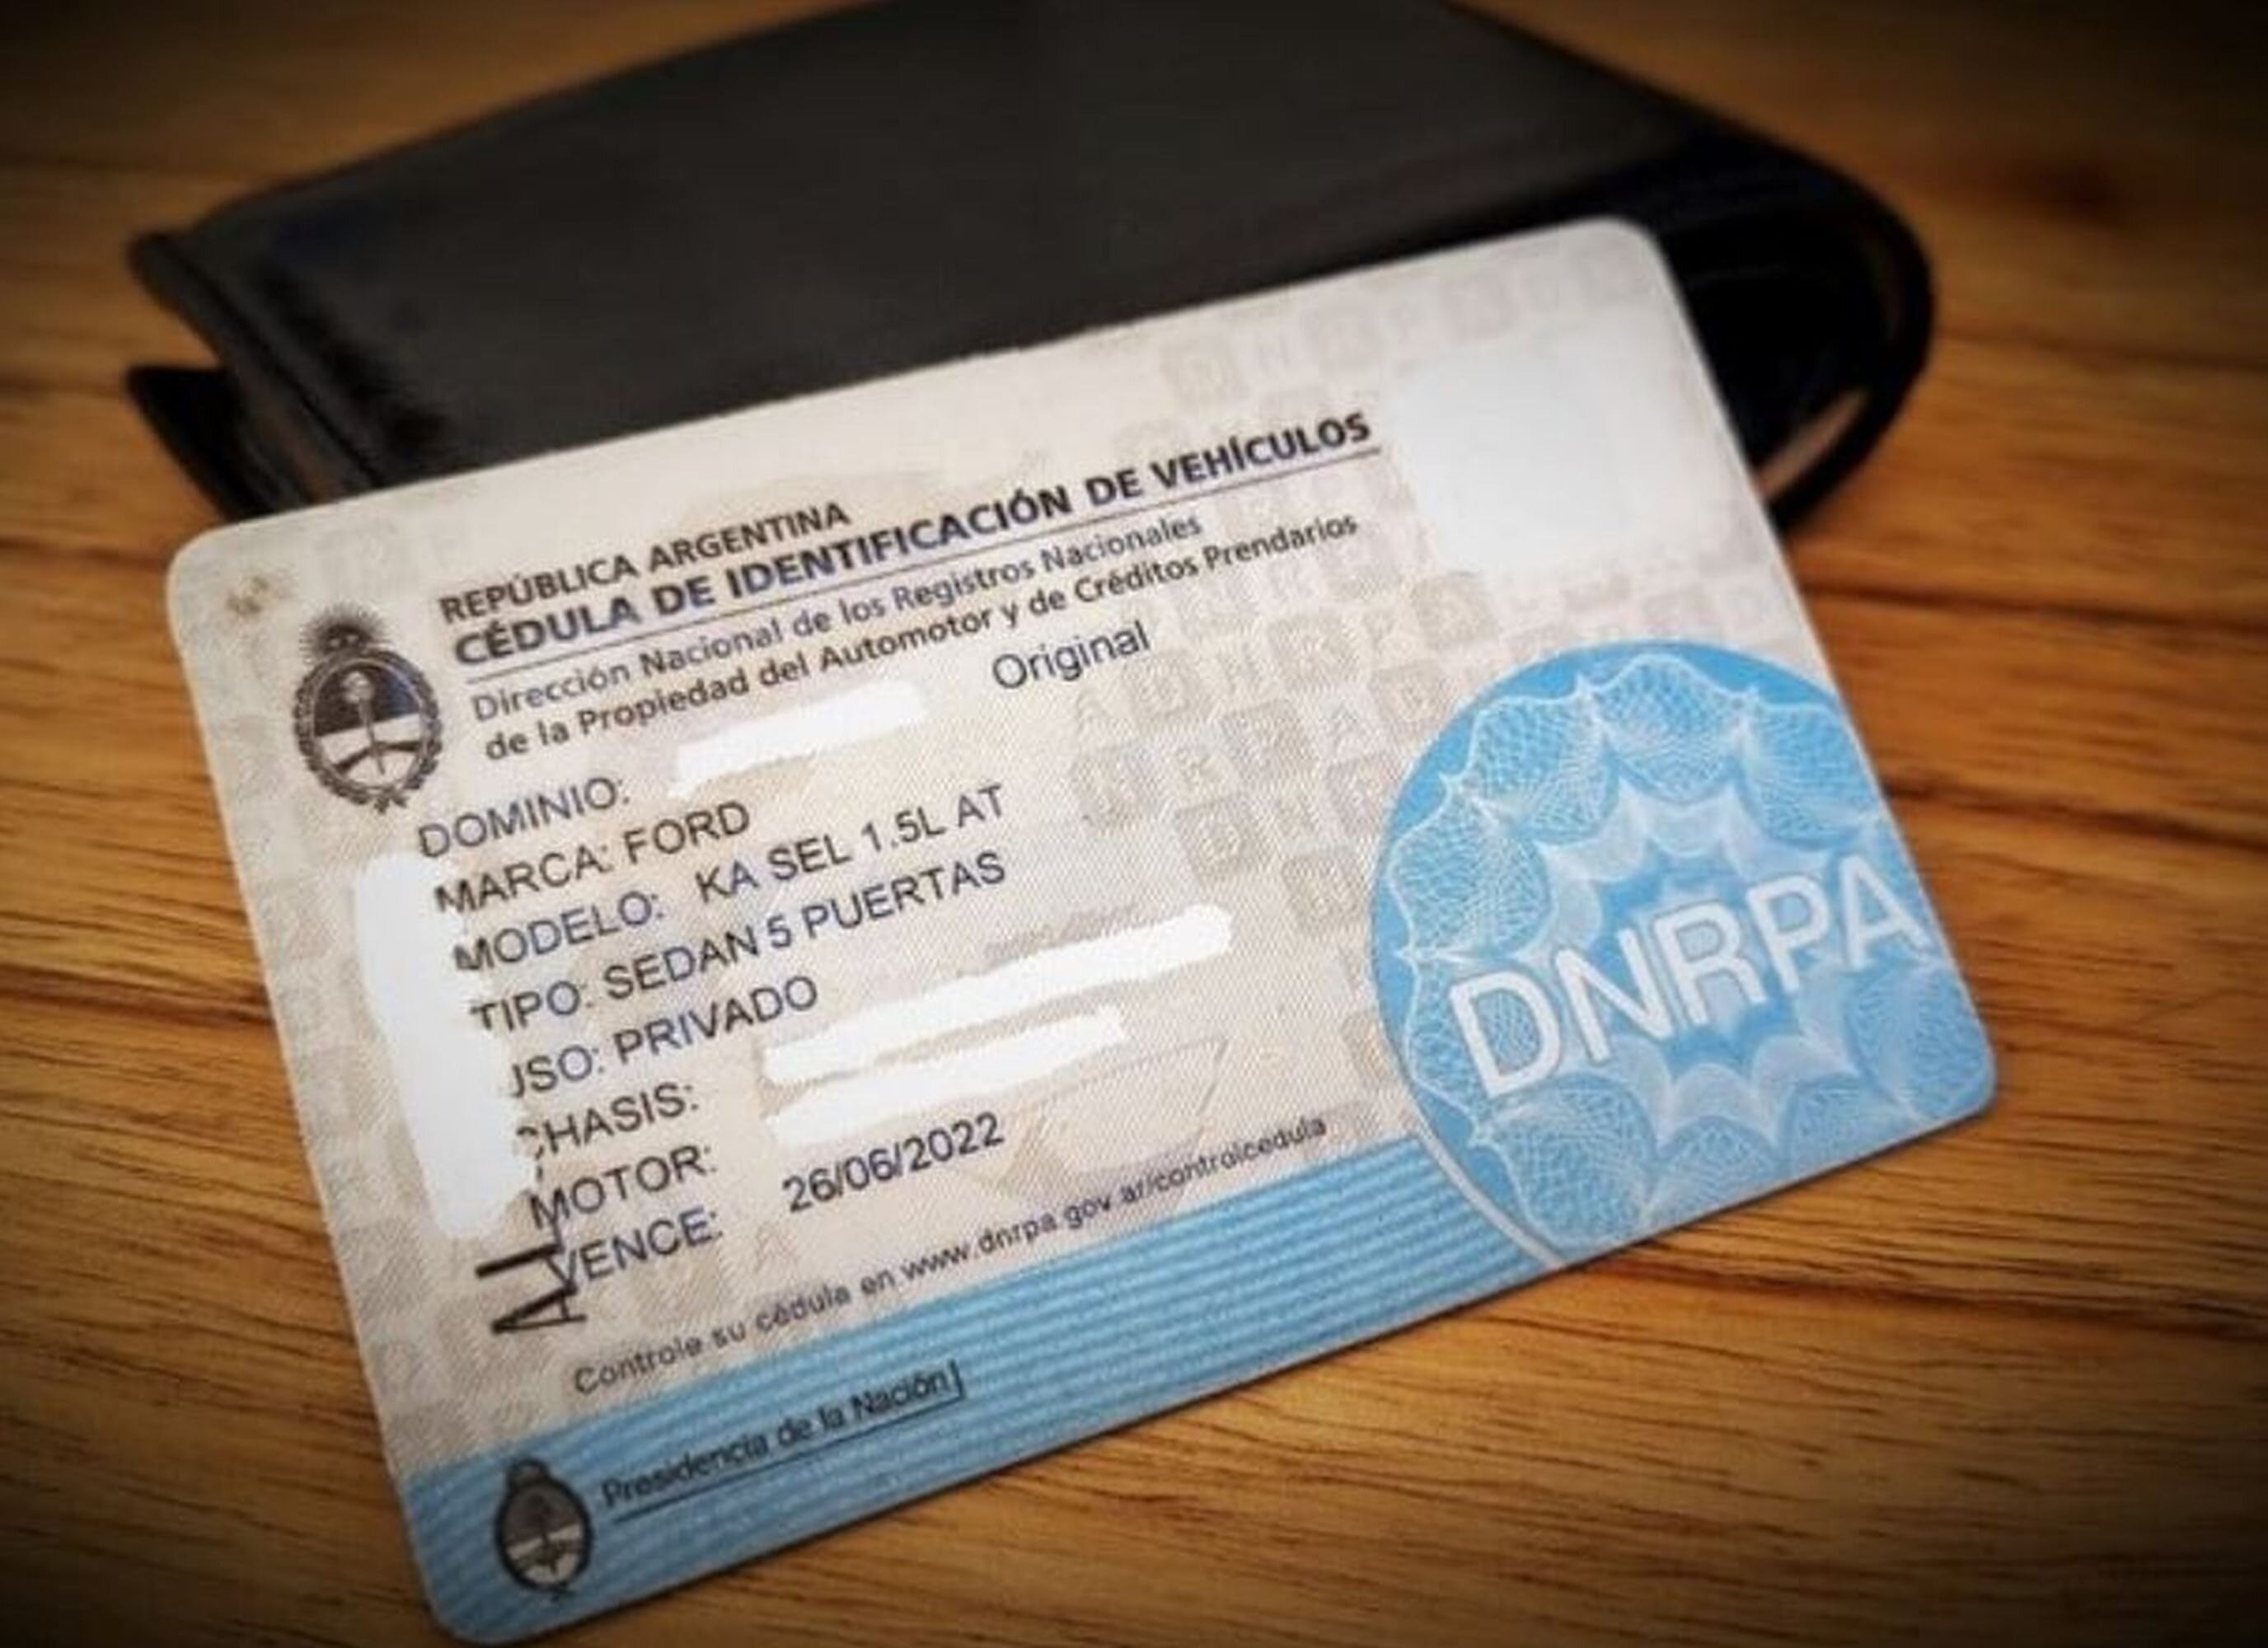 REPÚBLICA ARGENTINA
CÉDULA DE IDENTIFICACIÓN DE VEHÍCULOS
Dirección Nacional de los Registros Nacionales
de la Propiedad del Automotor y de Créditos Prendarios
Original
DOMINIO:
MARCA: FORD
MODELO: KA SEL 1.5L AT
TIPO: SEDAN 5 PUERTAS
USO: PRIVADO
CHASIS:
MOTOR:
VENCE: 26/06/2022
Controle su cédula en www.dnrpa.gov.ar/controlcedula
Presidencia de la Nación
DNRPA